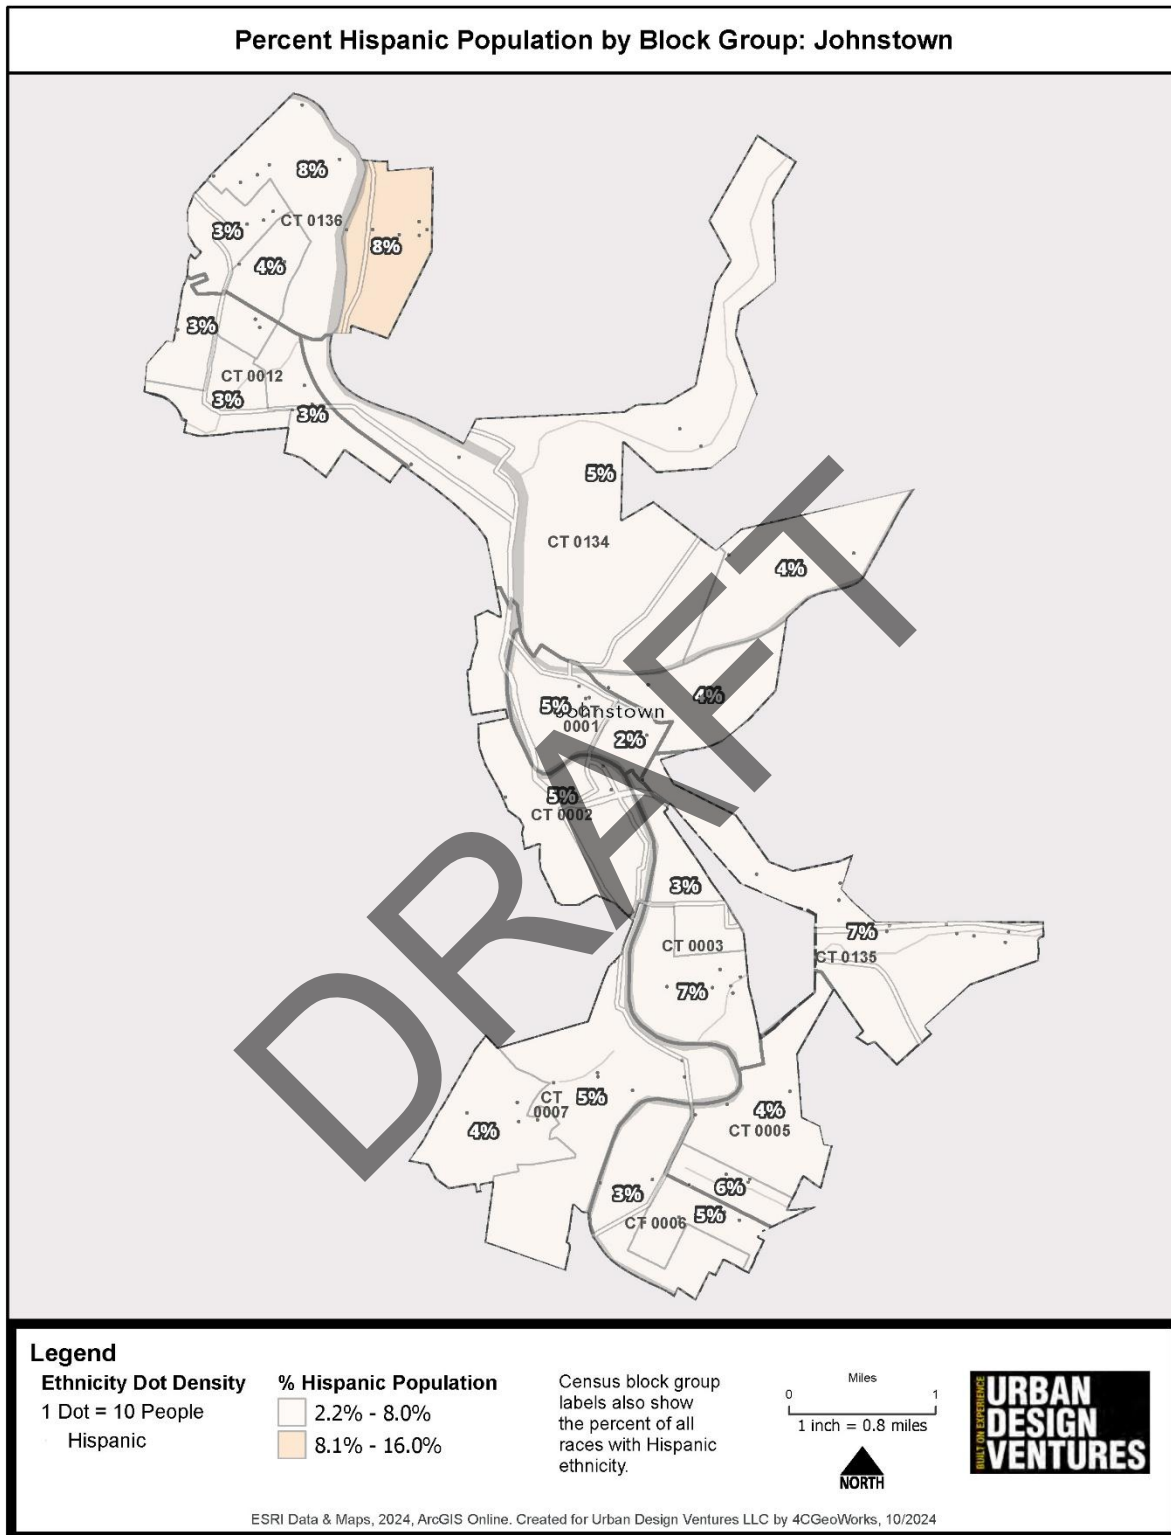 Percent Hispanic Population by Block Group: Johnstown
8%
CT 0136
3%
8%
4%
3%
CT 0012
3%
3%
5%
CT 0134
4%
4%
5%
Johnstown
CT
0001
2%
5%
CT 0002
3%
7%
CT 0003
CT 0135
7%
5%
CT
0007
4%
4%
CT 0005
6%
3%
5%
CT 0006
DRAFT
Legend
Ethnicity Dot Density
1 Dot = 10 People
Hispanic
% Hispanic Population
2.2% - 8.0%
8.1% - 16.0%
Census block group
labels also show
the percent of all
races with Hispanic
ethnicity.
Miles
0 1
1 inch = 0.8 miles
NORTH
BUILT ON EXPERIENCE
URBAN
DESIGN
VENTURES
ESRI Data & Maps, 2024, ArcGIS Online. Created for Urban Design Ventures LLC by 4CGeoWorks, 10/2024